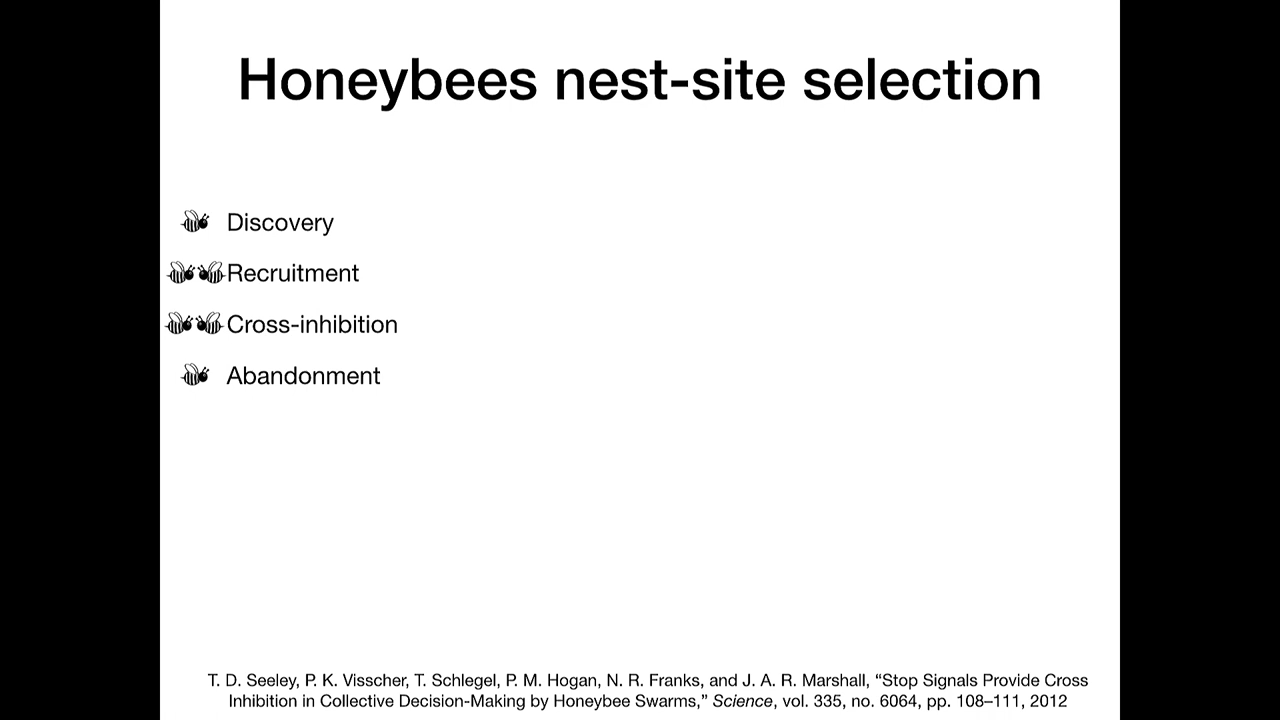 Honeybees nest-site selection
Discovery
Recruitment
Cross-inhibition
Abandonment
T. D. Seeley, P. K. Visscher, T. Schlegel, P. M. Hogan, N. R. Franks, and J. A. R. Marshall, “Stop Signals Provide Cross
Inhibition in Collective Decision-Making by Honeybee Swarms,” Science, vol. 335, no. 6064, pp. 108–111, 2012